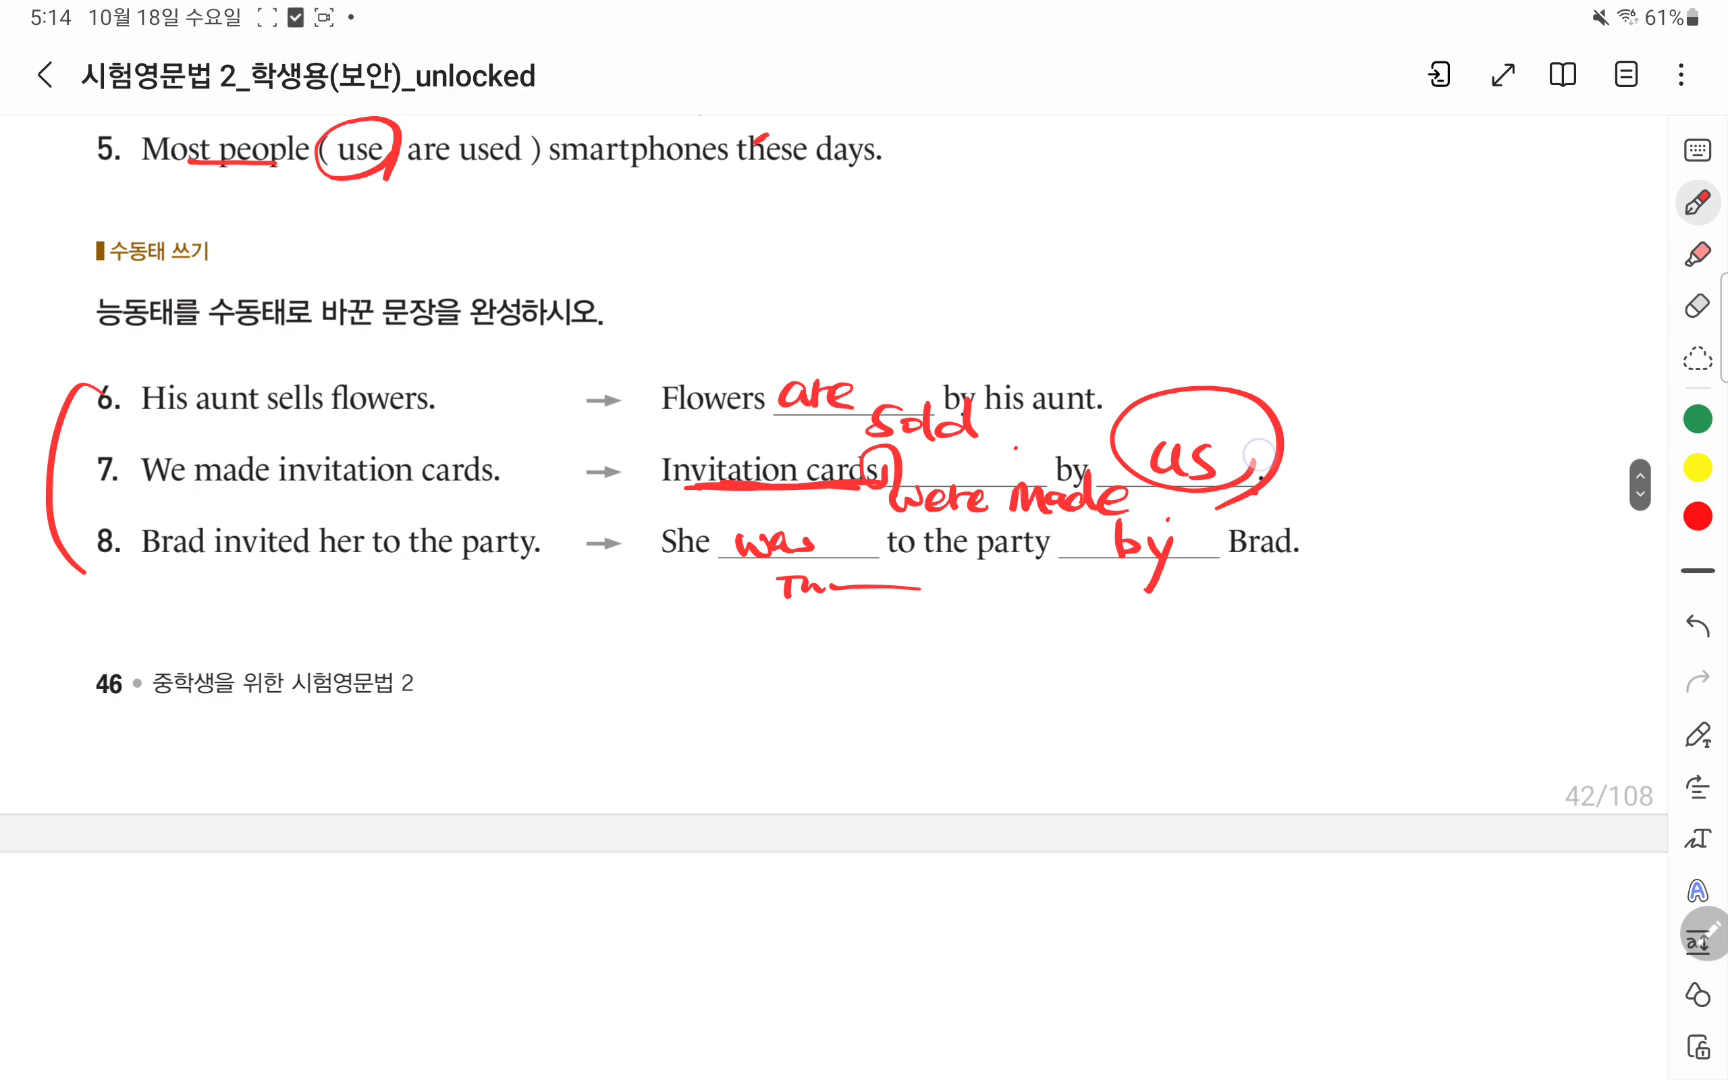 5:14 10월 18일 수요일 61%
시험영문법 2_학생용(보안)_unlocked
5. Most people ( use, are used ) smartphones these days.
수동태 쓰기
능동태를 수동태로 바꾼 문장을 완성하시오.
6. His aunt sells flowers. → Flowers are sold by his aunt.
7. We made invitation cards. → Invitation cards were made by us.
8. Brad invited her to the party. → She was to the party by Brad.
46 • 중학생을 위한 시험영문법 2
42/108